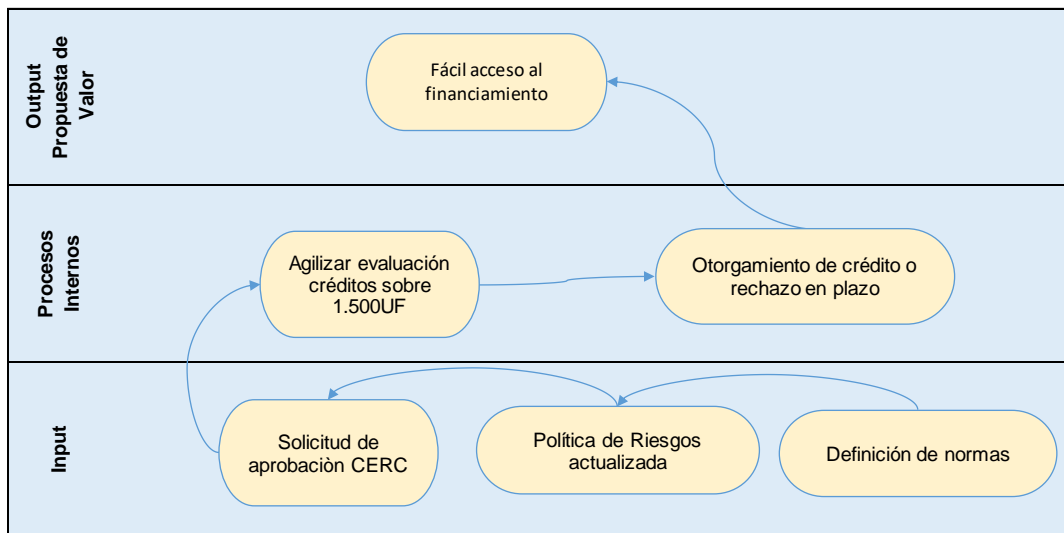 Output
Propuesta de
Valor
Fácil acceso al
financiamiento
Procesos
Internos
Agilizar evaluación
créditos sobre
1.500UF
Otorgamiento de crédito o
rechazo en plazo
Input
Solicitud de
aprobaciòn CERC
Política de Riesgos
actualizada
Definición de normas